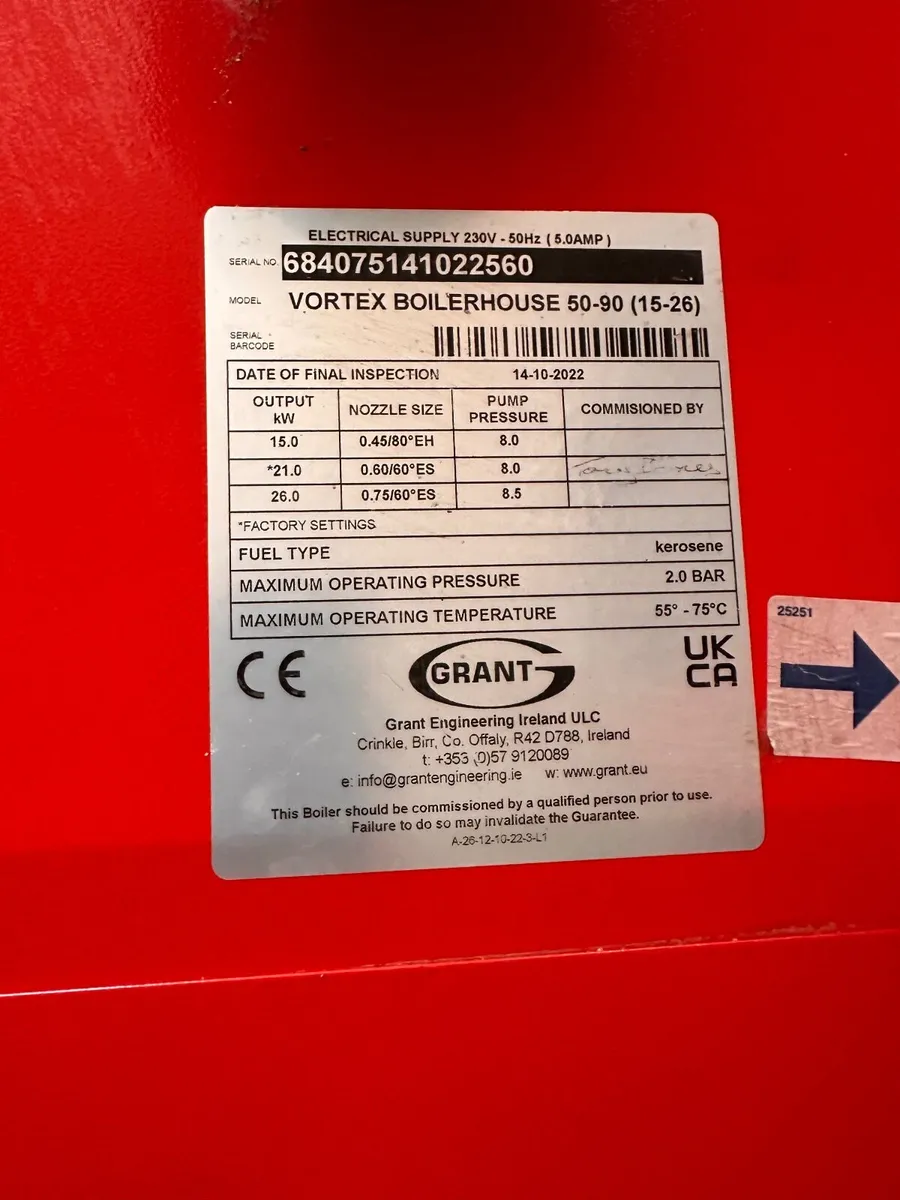 ELECTRICAL SUPPLY 230V - 50Hz ( 5.0AMP )
SERIAL NO. 684075141022560
MODEL VORTEX BOILERHOUSE 50-90 (15-26)
SERIAL
BARCODE
DATE OF FINAL INSPECTION 14-10-2022
OUTPUT kW NOZZLE SIZE PUMP PRESSURE COMMISIONED BY
15.0 0.45/80°EH 8.0
*21.0 0.60/60°ES 8.0
26.0 0.75/60°ES 8.5
*FACTORY SETTINGS
FUEL TYPE kerosene
MAXIMUM OPERATING PRESSURE 2.0 BAR
MAXIMUM OPERATING TEMPERATURE 55° - 75°C
CE GRANT UK
CA
Grant Engineering Ireland ULC
Crinkle, Birr, Co. Offaly, R42 D788, Ireland
t: +353 (0)57 9120089
e: info@grantengineering.ie w: www.grant.eu
This Boiler should be commissioned by a qualified person prior to use.
Failure to do so may invalidate the Guarantee.
A-26-12-10-22-3-L1
25251